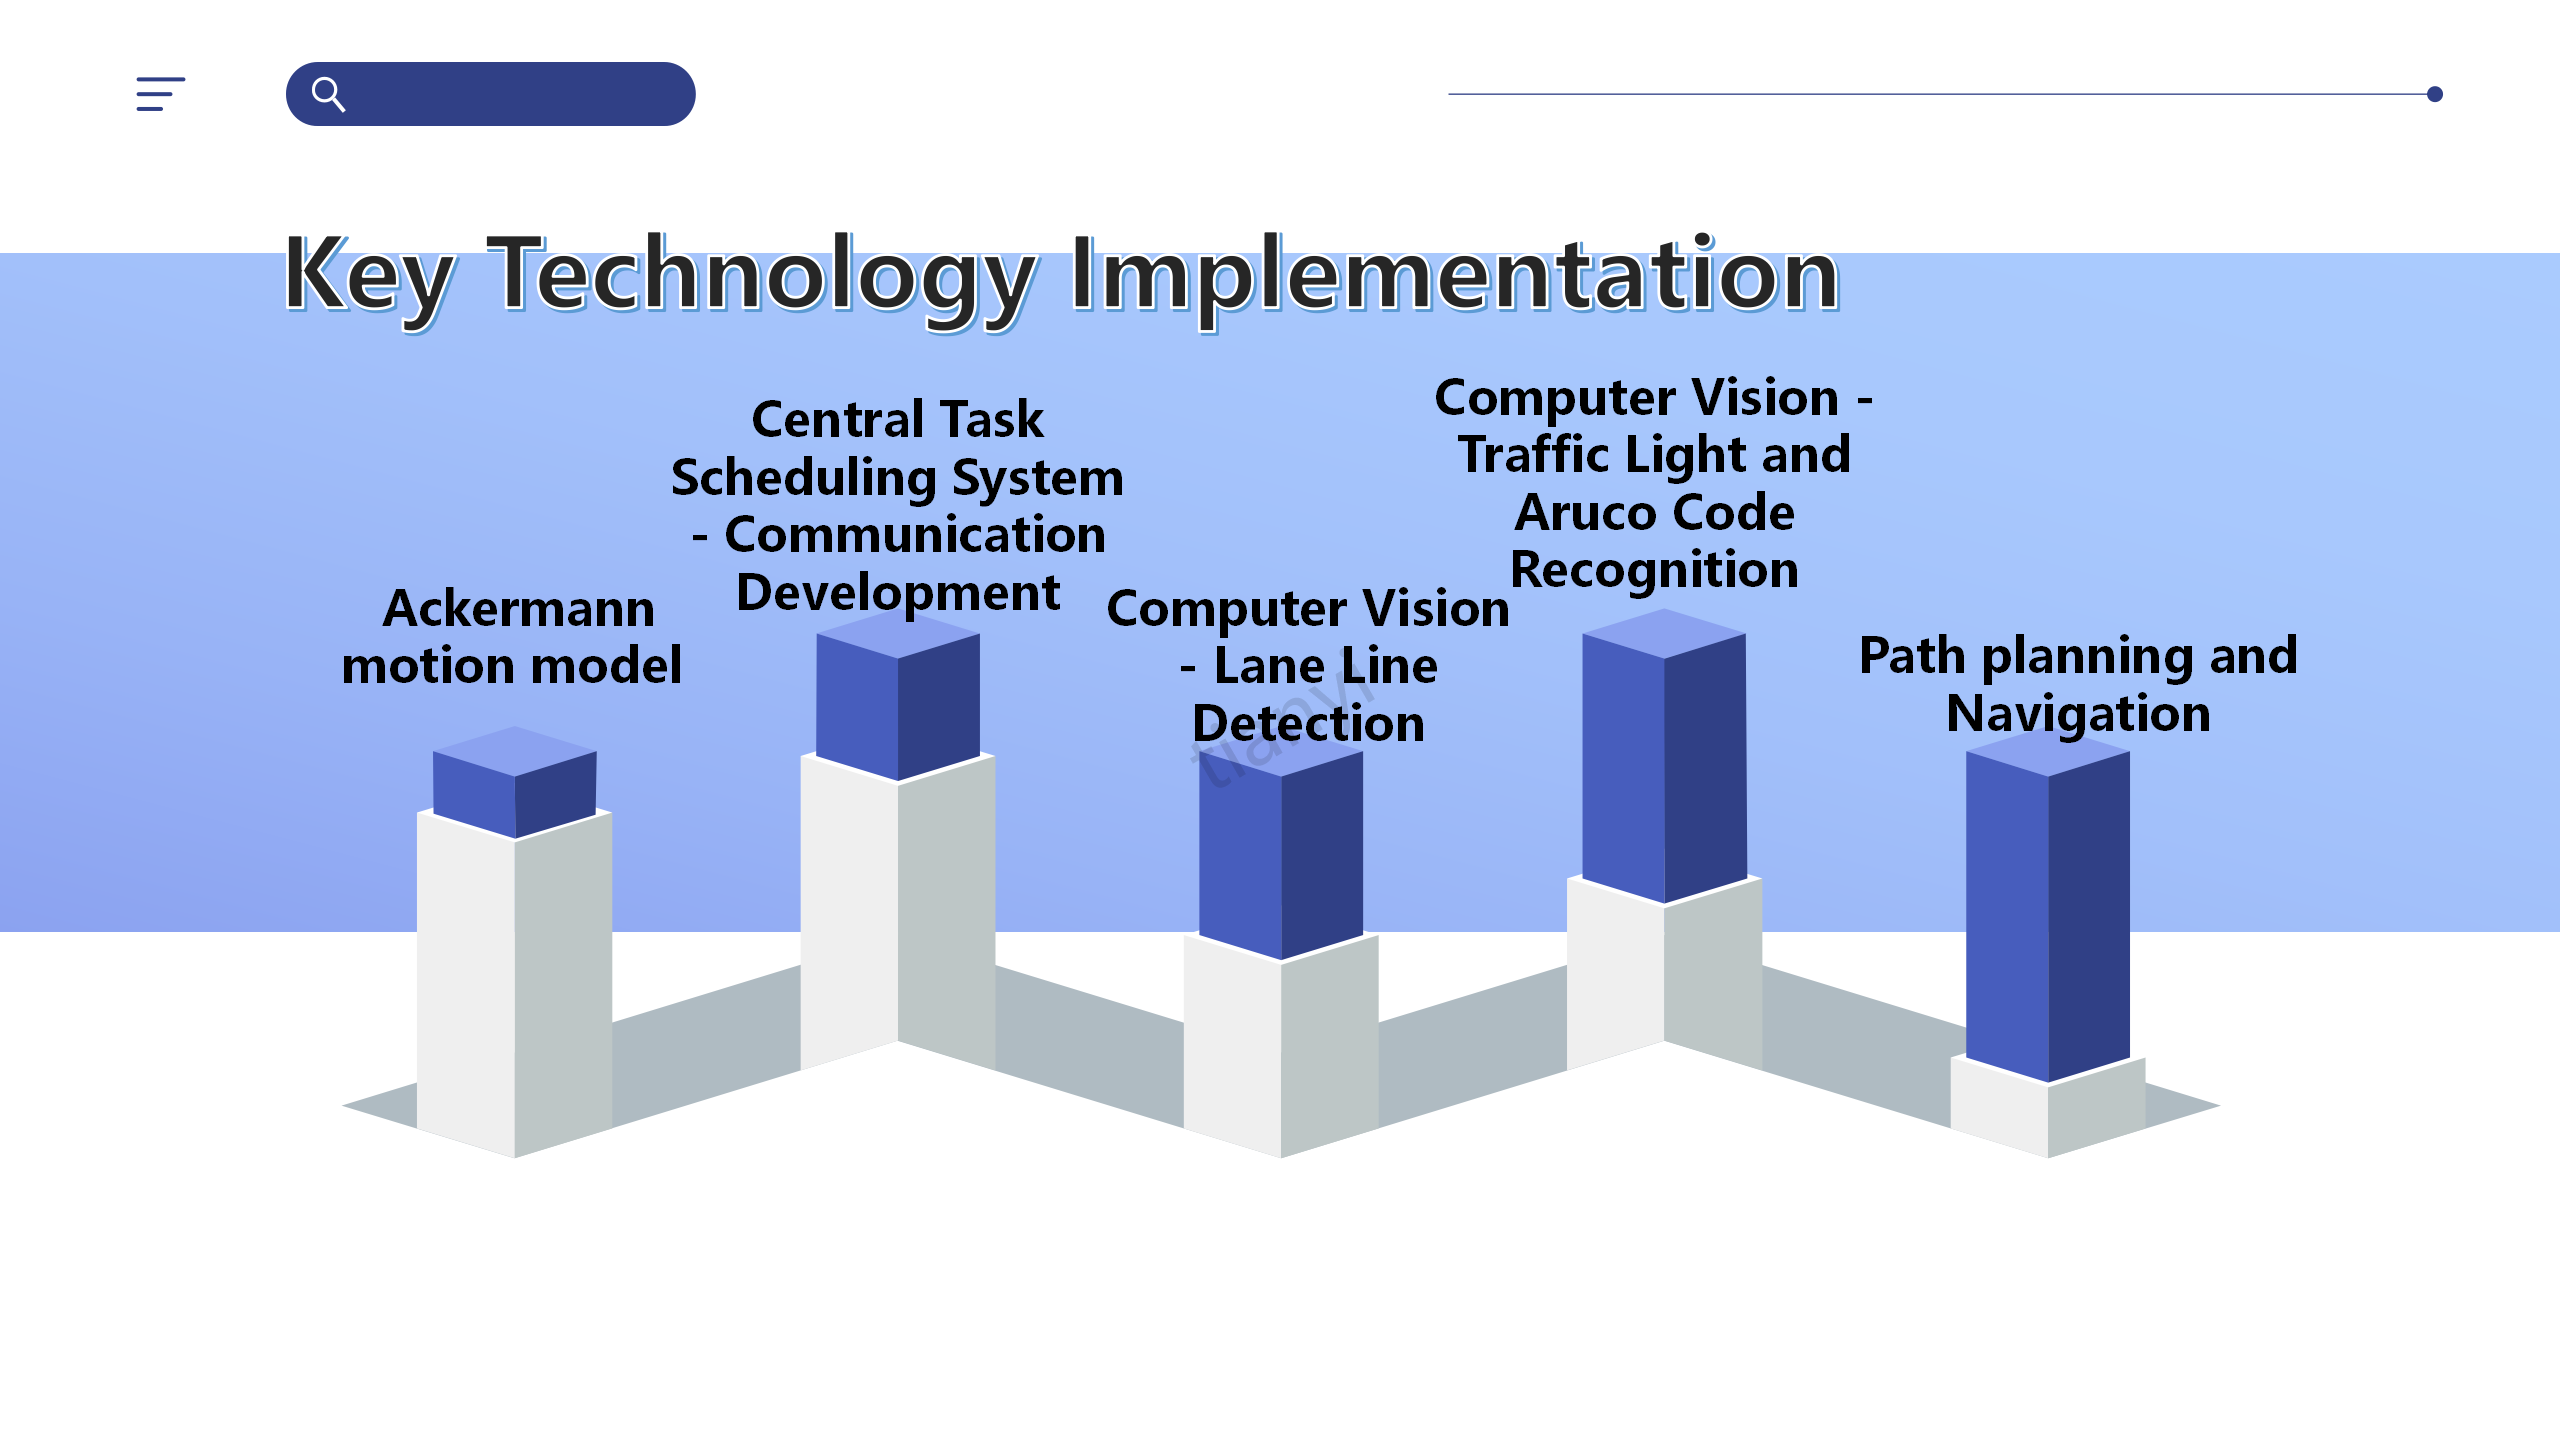 Key Technology Implementation
Ackermann
motion model
Central Task
Scheduling System
- Communication
Development
Computer Vision
- Lane Line
Detection
Computer Vision -
Traffic Light and
Aruco Code
Recognition
Path planning and
Navigation
tianyi